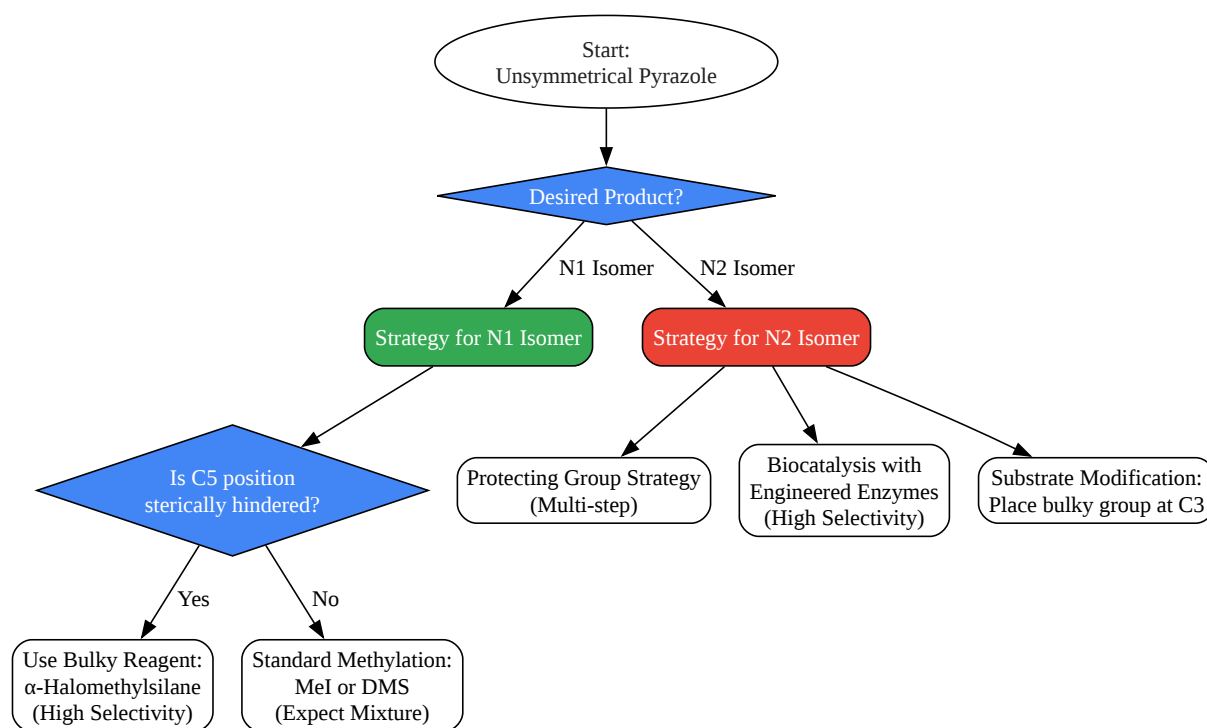 Start:
Unsymmetrical Pyrazole
Desired Product?
N1 Isomer
N2 Isomer
Strategy for N1 Isomer
Strategy for N2 Isomer
Is C5 position
sterically hindered?
Protecting Group Strategy
(Multi-step)
Biocatalysis with
Engineered Enzymes
(High Selectivity)
Substrate Modification:
Place bulky group at C3
Yes
No
Use Bulky Reagent:
α-Halomethylsilane
(High Selectivity)
Standard Methylation:
MeI or DMS
(Expect Mixture)